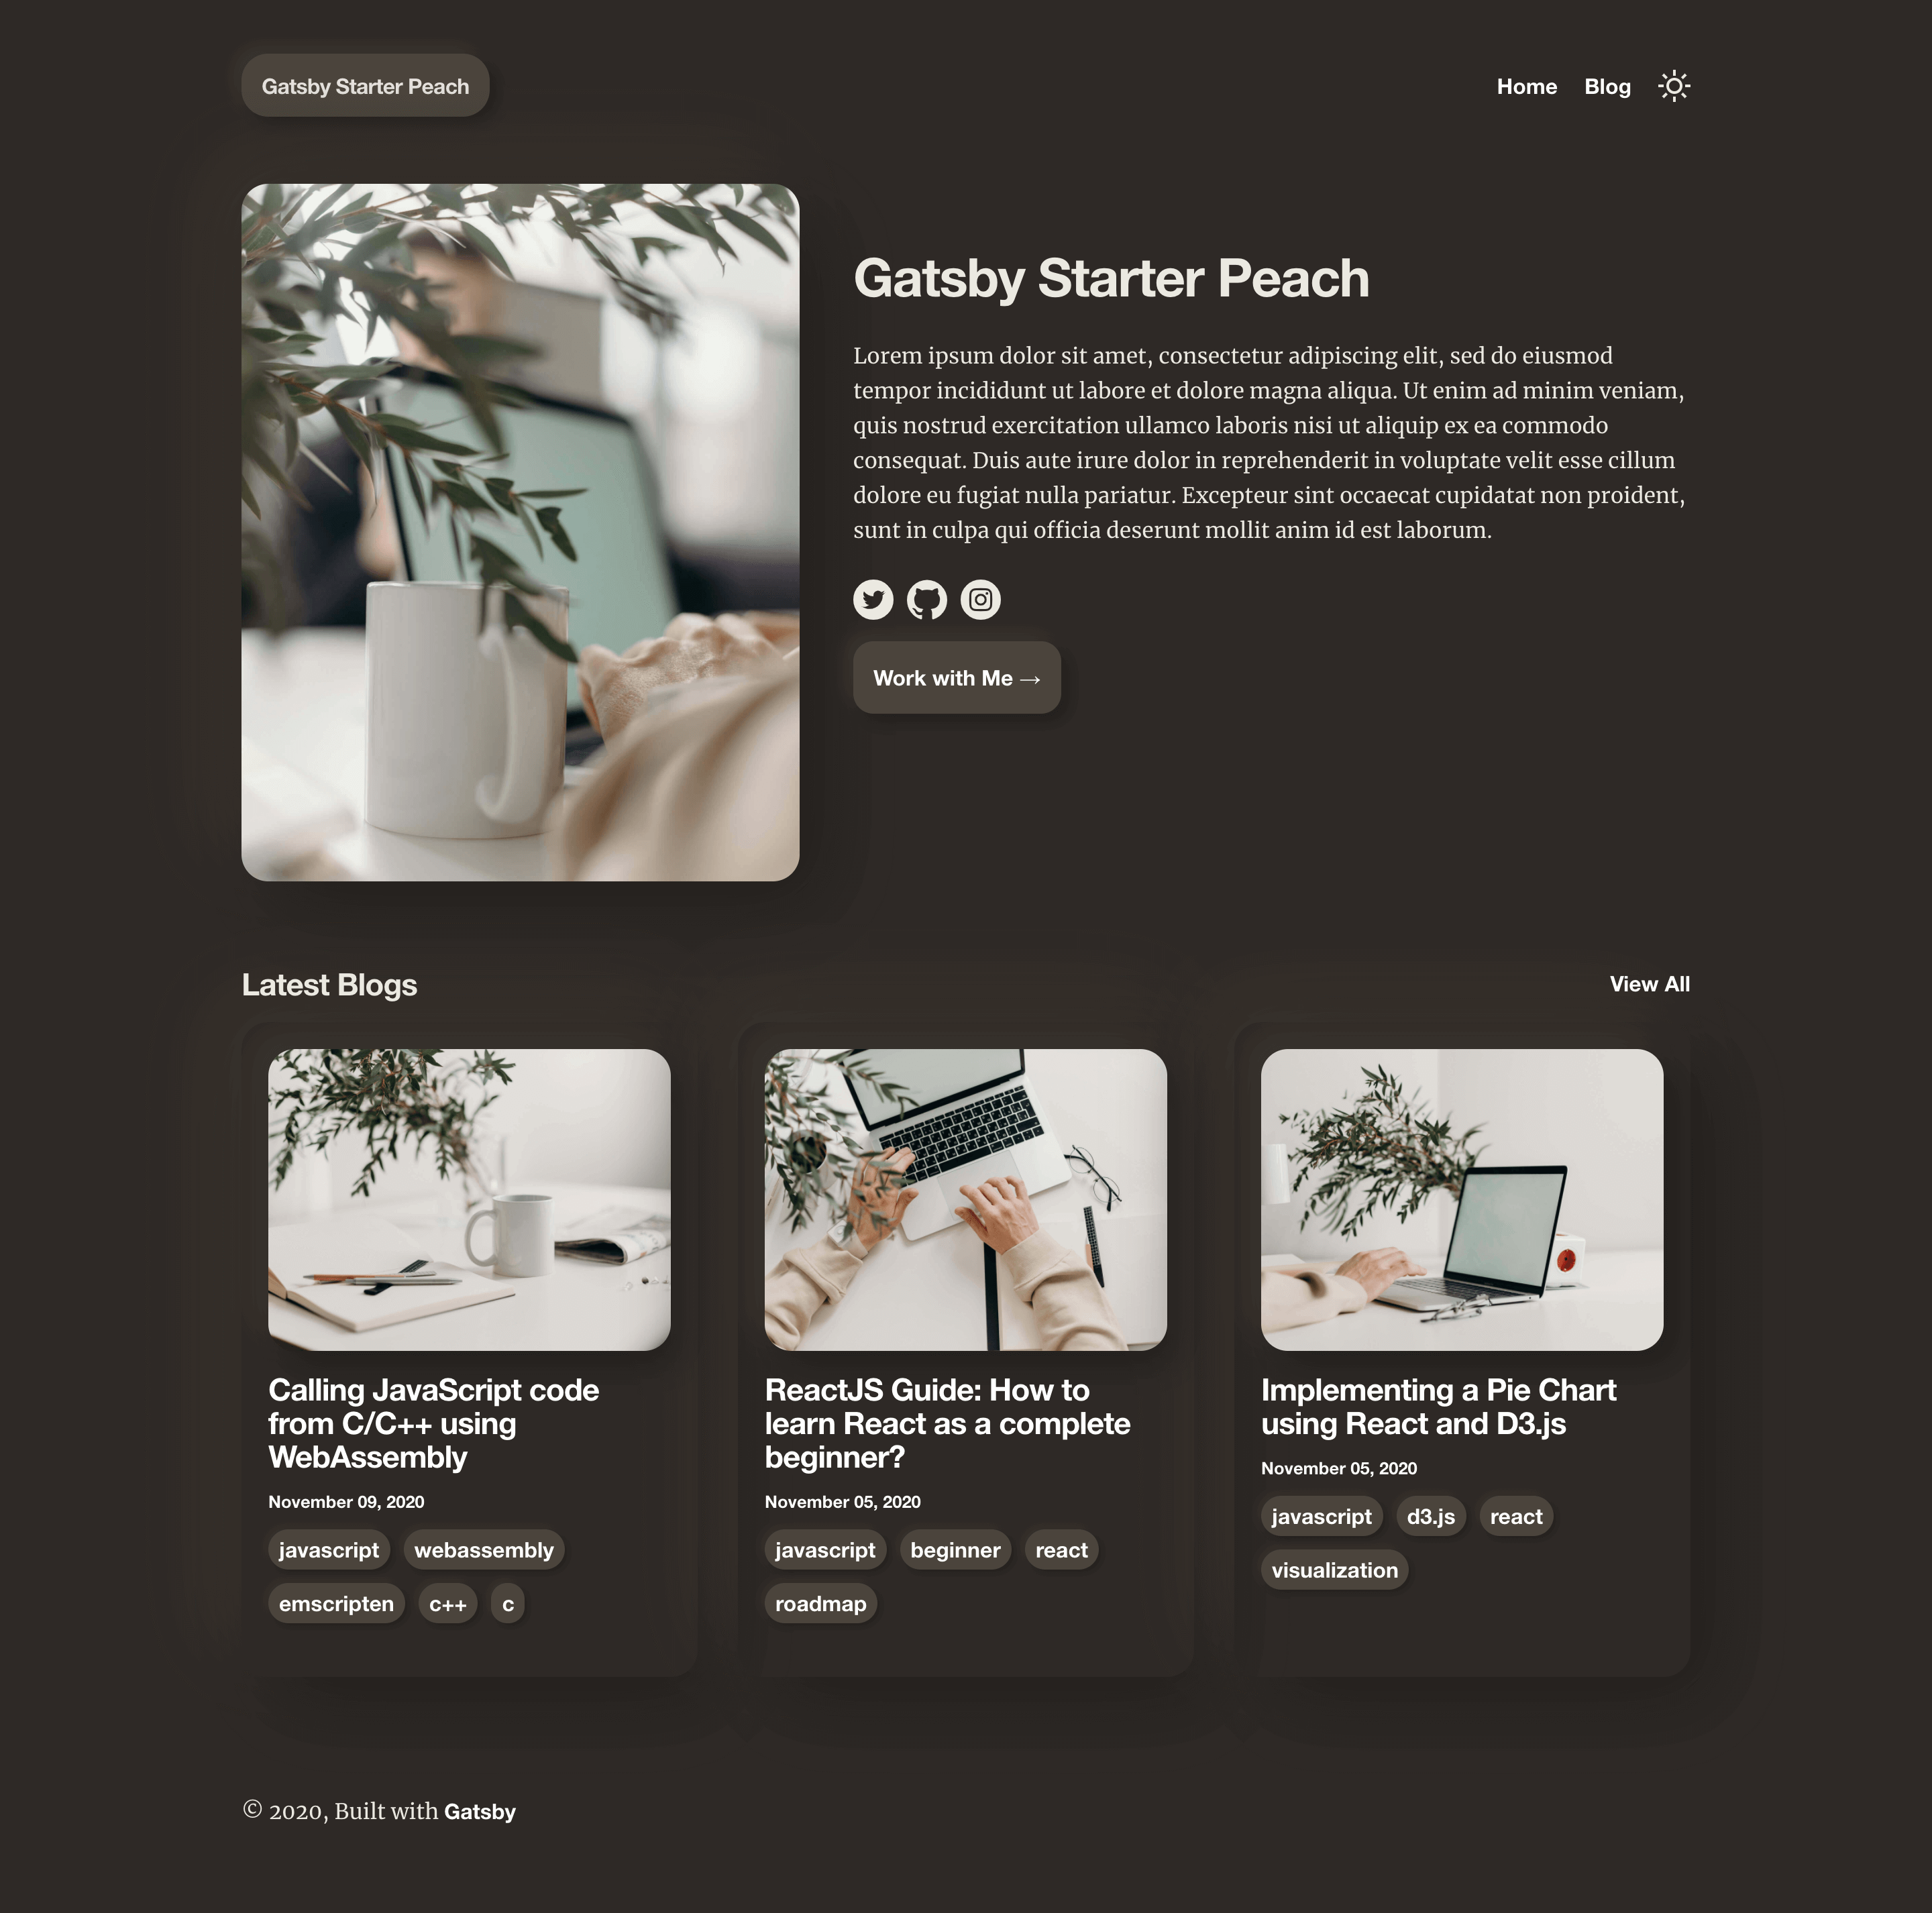 Gatsby Starter Peach
Home Blog
Gatsby Starter Peach
Lorem ipsum dolor sit amet, consectetur adipiscing elit, sed do eiusmod
tempor incididunt ut labore et dolore magna aliqua. Ut enim ad minim veniam,
quis nostrud exercitation ullamco laboris nisi ut aliquip ex ea commodo
consequat. Duis aute irure dolor in reprehenderit in voluptate velit esse cillum
dolore eu fugiat nulla pariatur. Excepteur sint occaecat cupidatat non proident,
sunt in culpa qui officia deserunt mollit anim id est laborum.
Work with Me →
Latest Blogs
View All
Calling JavaScript code
from C/C++ using
WebAssembly
November 09, 2020
javascript webassembly
emscripten c++ c
ReactJS Guide: How to
learn React as a complete
beginner?
November 05, 2020
javascript beginner react
roadmap
Implementing a Pie Chart
using React and D3.js
November 05, 2020
javascript d3.js react
visualization
© 2020, Built with Gatsby